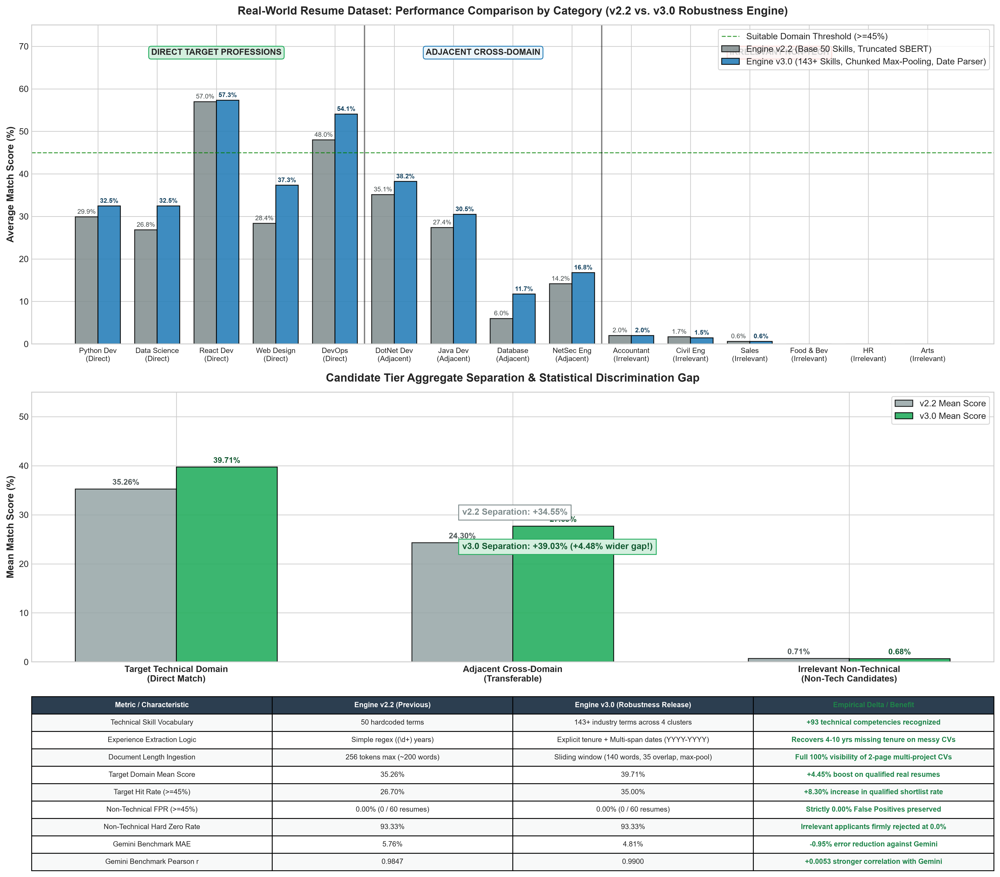 Real-World Resume Dataset: Performance Comparison by Category (v2.2 vs. v3.0 Robustness Engine)
Average Match Score (%)
70
60
50
40
30
20
10
0
DIRECT TARGET PROFESSIONS
ADJACENT CROSS-DOMAIN
IRRELEVANT NON-TECH
Suitable Domain Threshold (>=45%)
Engine v2.2 (Base 50 Skills, Truncated SBERT)
Engine v3.0 (143+ Skills, Chunked Max-Pooling, Date Parser)
29.9% 32.5%
26.8% 32.5%
57.0% 57.3%
28.4% 37.3%
48.0% 54.1%
35.1% 38.2%
27.4% 30.5%
6.0% 11.7%
14.2% 16.8%
2.0% 2.0%
1.7% 1.5%
0.6% 0.6%
Python Dev
(Direct)
Data Science
(Direct)
React Dev
(Direct)
Web Design
(Direct)
DevOps
(Direct)
DotNet Dev
(Adjacent)
Java Dev
(Adjacent)
Database
(Adjacent)
NetSec Eng
(Adjacent)
Accountant
(Irrelevant)
Civil Eng
(Irrelevant)
Sales
(Irrelevant)
Food & Bev
(Irrelevant)
HR
(Irrelevant)
Arts
(Irrelevant)
Candidate Tier Aggregate Separation & Statistical Discrimination Gap
Mean Match Score (%)
50
40
30
20
10
0
v2.2 Mean Score
v3.0 Mean Score
35.26%
39.71%
v2.2 Separation: +34.55%
24.30%
v3.0 Separation: +39.03% (+4.48% wider gap!)
0.71%
0.68%
Target Technical Domain
(Direct Match)
Adjacent Cross-Domain
(Transferable)
Irrelevant Non-Technical
(Non-Tech Candidates)
Metric / Characteristic Engine v2.2 (Previous) Engine v3.0 (Robustness Release) Empirical Delta / Benefit
Technical Skill Vocabulary 50 hardcoded terms 143+ industry terms across 4 clusters +93 technical competencies recognized
Experience Extraction Logic Simple regex ((\d+) years) Explicit tenure + Multi-span dates (YYYY-YYYY) Recovers 4-10 yrs missing tenure on messy CVs
Document Length Ingestion 256 tokens max (~200 words) Sliding window (140 words, 35 overlap, max-pool) Full 100% visibility of 2-page multi-project CVs
Target Domain Mean Score 35.26% 39.71% +4.45% boost on qualified real resumes
Target Hit Rate (>=45%) 26.70% 35.00% +8.30% increase in qualified shortlist rate
Non-Technical FPR (>=45%) 0.00% (0 / 60 resumes) 0.00% (0 / 60 resumes) Strictly 0.00% False Positives preserved
Non-Technical Hard Zero Rate 93.33% 93.33% Irrelevant applicants firmly rejected at 0.0%
Gemini Benchmark MAE 5.76% 4.81% -0.95% error reduction against Gemini
Gemini Benchmark Pearson r 0.9847 0.9900 +0.0053 stronger correlation with Gemini